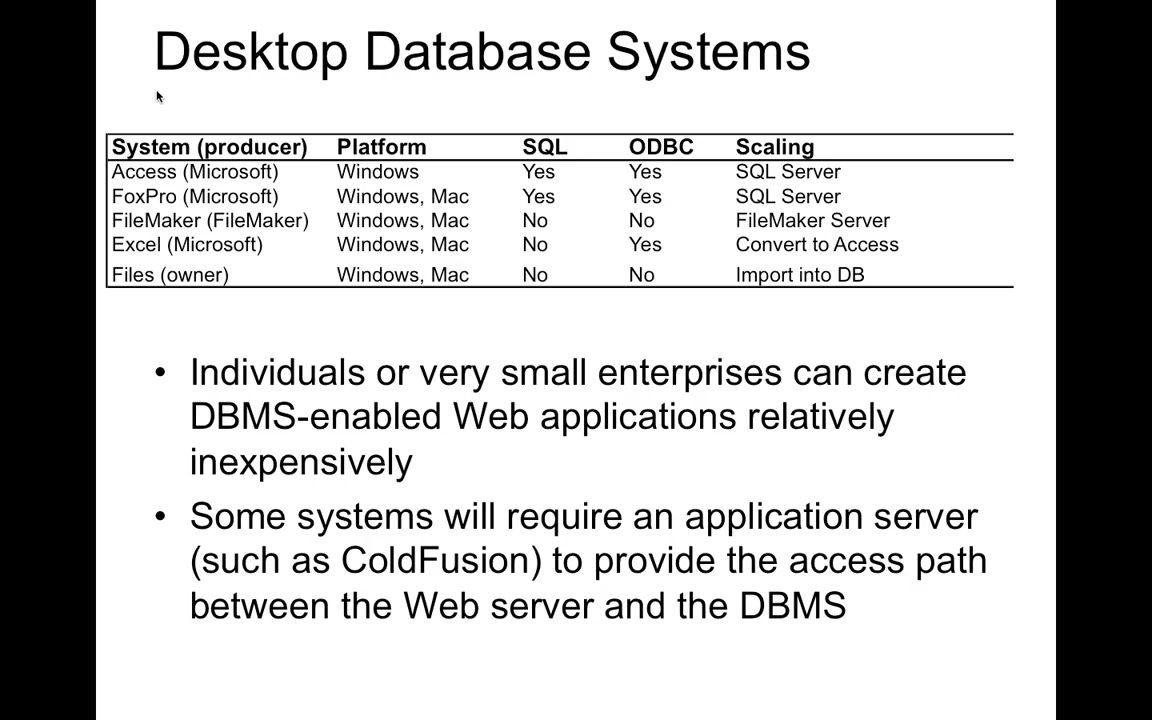 Desktop Database Systems
System (producer) Platform SQL ODBC Scaling
Access (Microsoft) Windows Yes Yes SQL Server
FoxPro (Microsoft) Windows, Mac Yes Yes SQL Server
FileMaker (FileMaker) Windows, Mac No No FileMaker Server
Excel (Microsoft) Windows, Mac No Yes Convert to Access
Files (owner) Windows, Mac No No Import into DB
• Individuals or very small enterprises can create
DBMS-enabled Web applications relatively
inexpensively
• Some systems will require an application server
(such as ColdFusion) to provide the access path
between the Web server and the DBMS